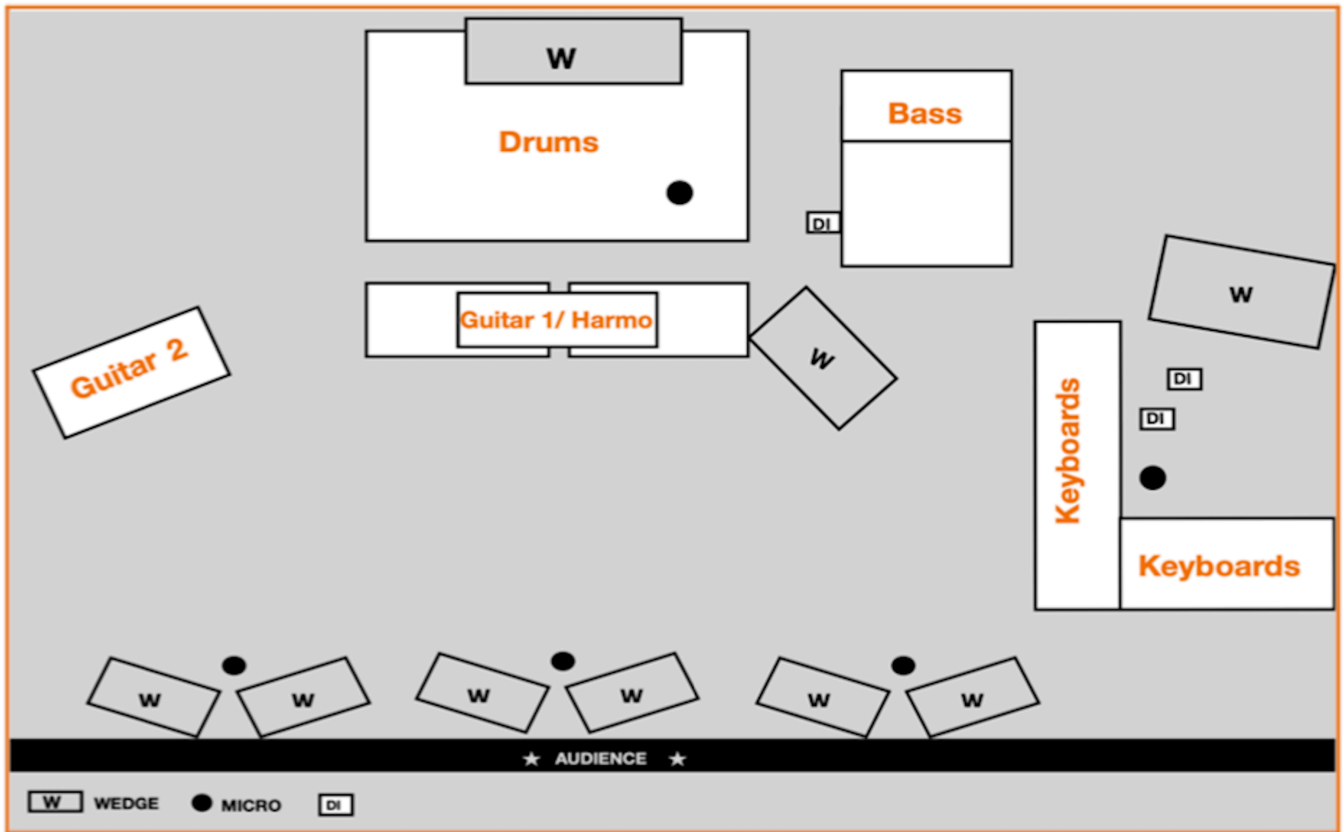 W
Drums
Bass
DI
Guitar 1/ Harmo
W
W
Guitar 2
DI
DI
Keyboards
Keyboards
W
W
W
W
W
W
★ AUDIENCE ★
W WEDGE MICRO DI